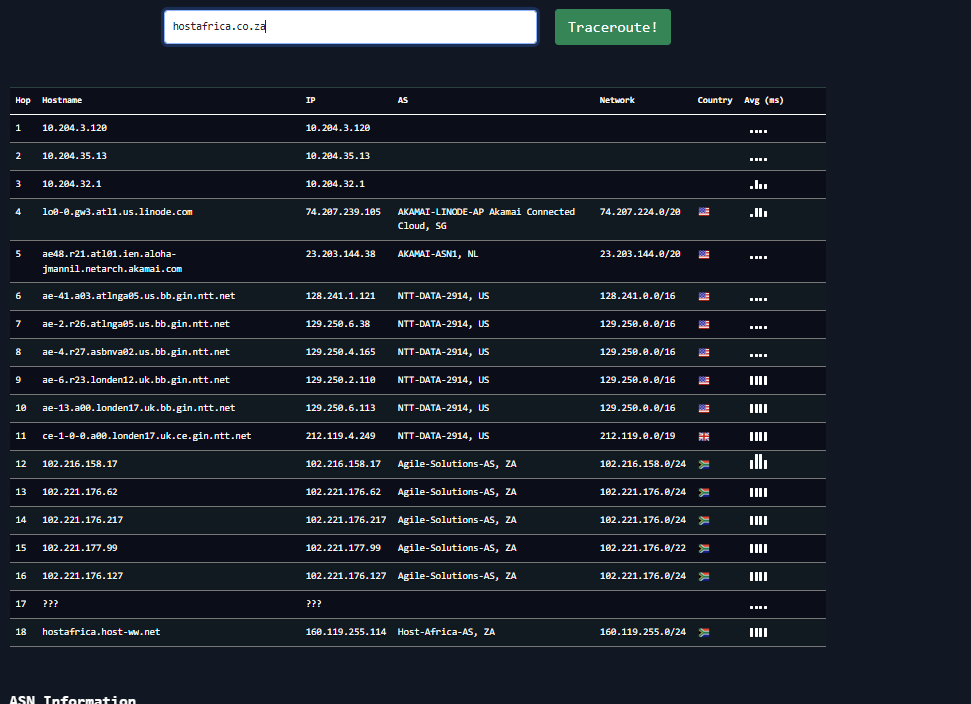 hostafrica.co.za
Traceroute!
Hop Hostname IP AS Network Country Avg (ms)
1 10.204.3.120 10.204.3.120
2 10.204.35.13 10.204.35.13
3 10.204.32.1 10.204.32.1
4 lo0-0.gw3.atl1.us.linode.com 74.207.239.105 AKAMAI-LINODE-AP Akamai Connected 74.207.224.0/20
Cloud, SG
5 ae48.r21.atl01.ien.aloha- 23.203.144.38 AKAMAI-ASN1, NL 23.203.144.0/20
jmannil.netarch.akamai.com
6 ae-41.a03.atlnga05.us.bb.gin.ntt.net 128.241.1.121 NTT-DATA-2914, US 128.241.0.0/16
7 ae-2.r26.atlnga05.us.bb.gin.ntt.net 129.250.6.38 NTT-DATA-2914, US 129.250.0.0/16
8 ae-4.r27.asbnva02.us.bb.gin.ntt.net 129.250.4.165 NTT-DATA-2914, US 129.250.0.0/16
9 ae-6.r23.londen12.uk.bb.gin.ntt.net 129.250.2.110 NTT-DATA-2914, US 129.250.0.0/16
10 ae-13.a00.londen17.uk.bb.gin.ntt.net 129.250.6.113 NTT-DATA-2914, US 129.250.0.0/16
11 ce-1-0-0.a00.londen17.uk.ce.gin.ntt.net 212.119.4.249 NTT-DATA-2914, US 212.119.0.0/19
12 102.216.158.17 102.216.158.17 Agile-Solutions-AS, ZA 102.216.158.0/24
13 102.221.176.62 102.221.176.62 Agile-Solutions-AS, ZA 102.221.176.0/24
14 102.221.176.217 102.221.176.217 Agile-Solutions-AS, ZA 102.221.176.0/24
15 102.221.177.99 102.221.177.99 Agile-Solutions-AS, ZA 102.221.176.0/22
16 102.221.176.127 102.221.176.127 Agile-Solutions-AS, ZA 102.221.176.0/24
17 ??? ???
18 hostafrica.host-ww.net 160.119.255.114 Host-Africa-AS, ZA 160.119.255.0/24
ASN Information